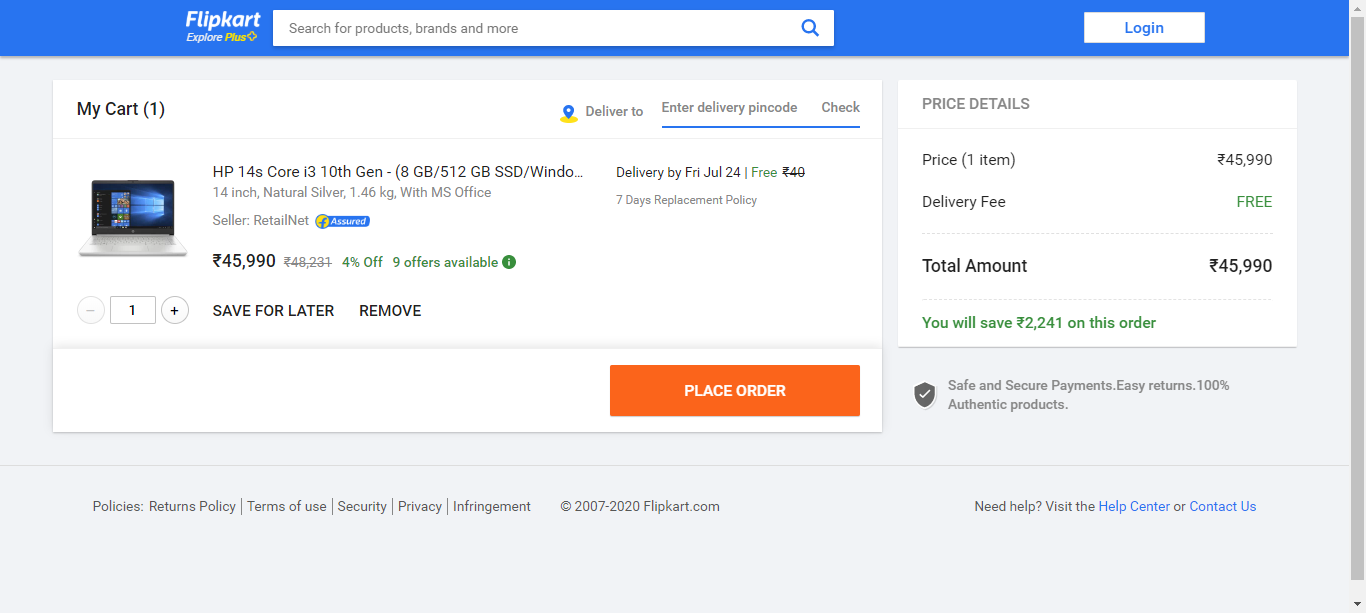 Flipkart
Explore Plus
Search for products, brands and more
Login
My Cart (1)
Deliver to
Enter delivery pincode
Check
HP 14s Core i3 10th Gen - (8 GB/512 GB SSD/Windo...
14 inch, Natural Silver, 1.46 kg, With MS Office
Seller: RetailNet
Assured
₹45,990 ₹48,231 4% Off 9 offers available
Delivery by Fri Jul 24 | Free ₹40
7 Days Replacement Policy
− 1 +
SAVE FOR LATER
REMOVE
PLACE ORDER
PRICE DETAILS
Price (1 item) ₹45,990
Delivery Fee FREE
Total Amount ₹45,990
You will save ₹2,241 on this order
Safe and Secure Payments.Easy returns.100%
Authentic products.
Policies: Returns Policy | Terms of use | Security | Privacy | Infringement
© 2007-2020 Flipkart.com
Need help? Visit the Help Center or Contact Us